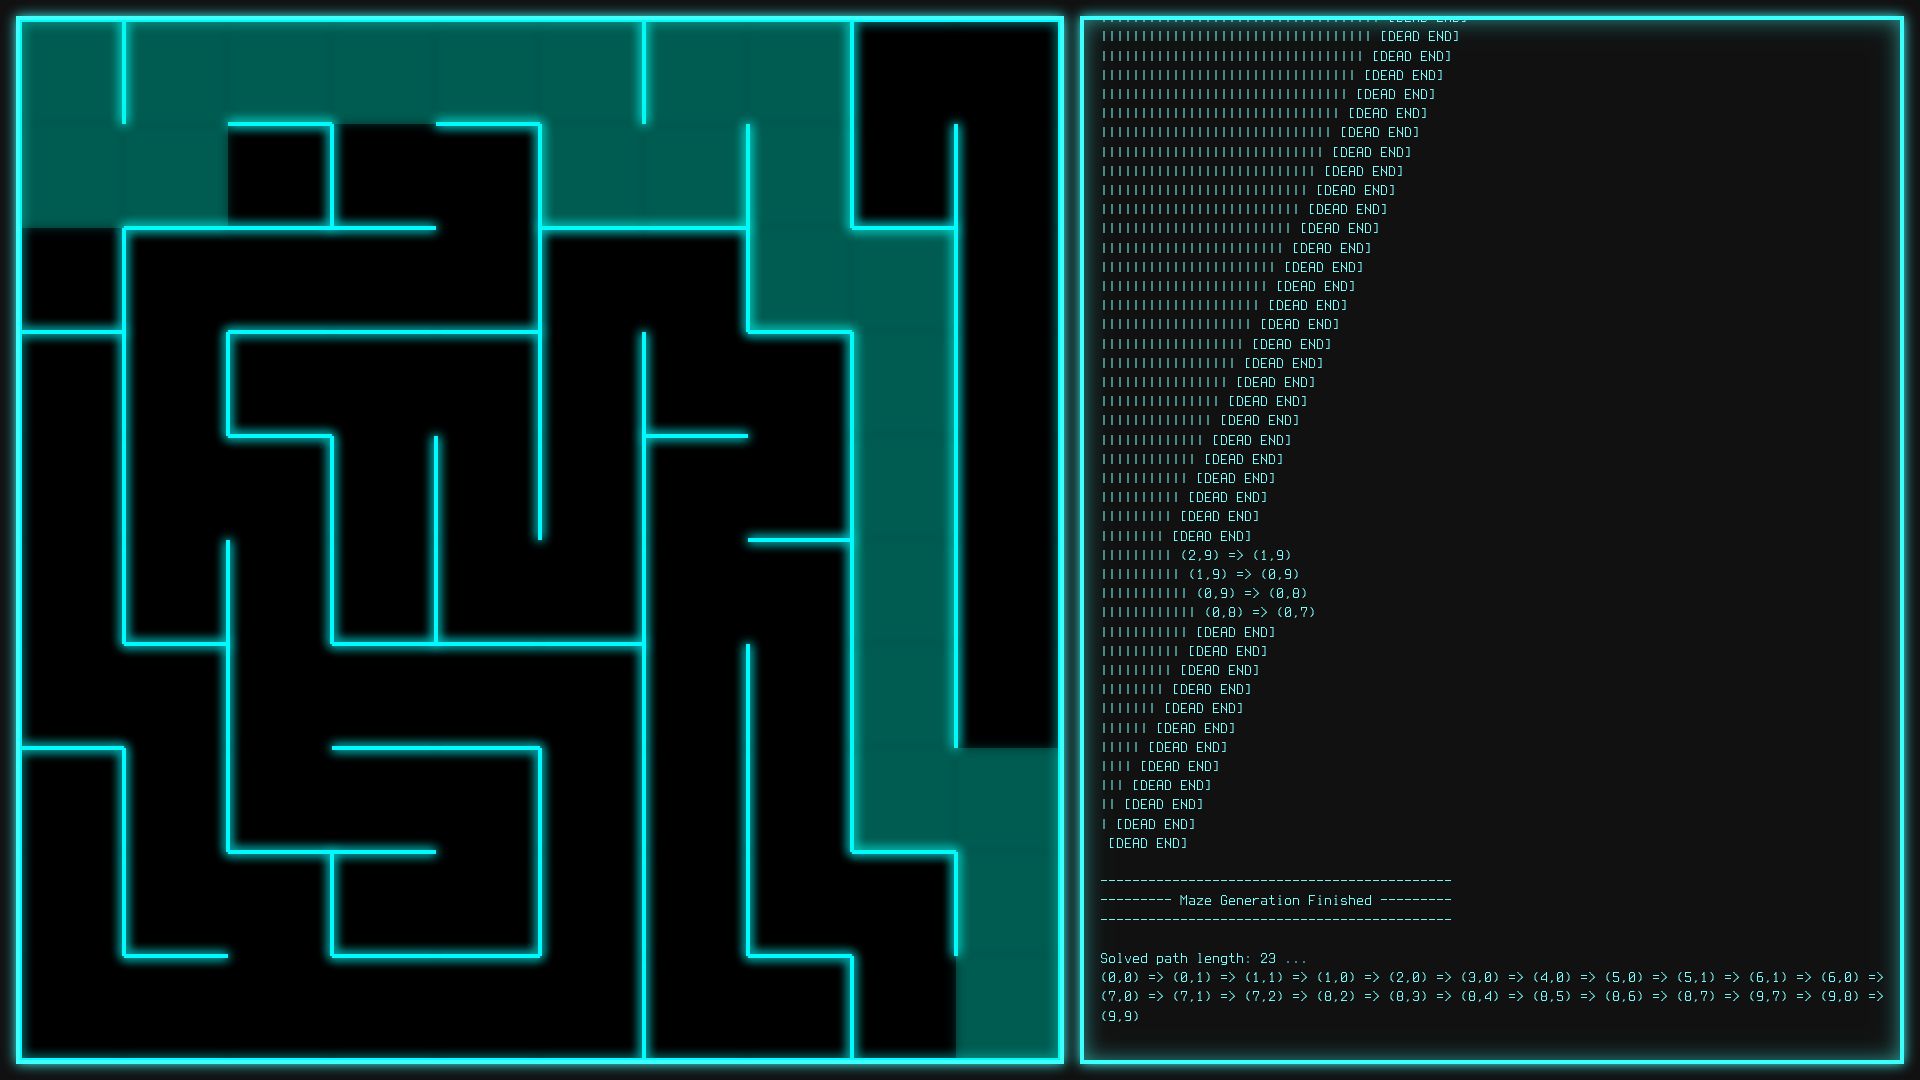 |||||||||||||||||||||||||||||||||| [DEAD END]
||||||||||||||||||||||||||||||||| [DEAD END]
|||||||||||||||||||||||||||||||| [DEAD END]
||||||||||||||||||||||||||||||| [DEAD END]
|||||||||||||||||||||||||||||| [DEAD END]
||||||||||||||||||||||||||||| [DEAD END]
|||||||||||||||||||||||||||| [DEAD END]
||||||||||||||||||||||||||| [DEAD END]
|||||||||||||||||||||||||| [DEAD END]
||||||||||||||||||||||||| [DEAD END]
|||||||||||||||||||||||| [DEAD END]
||||||||||||||||||||||| [DEAD END]
|||||||||||||||||||||| [DEAD END]
||||||||||||||||||||| [DEAD END]
|||||||||||||||||||| [DEAD END]
||||||||||||||||||| [DEAD END]
|||||||||||||||||| [DEAD END]
||||||||||||||||| [DEAD END]
|||||||||||||||| [DEAD END]
||||||||||||||| [DEAD END]
|||||||||||||| [DEAD END]
||||||||||||| [DEAD END]
|||||||||||| [DEAD END]
||||||||||| [DEAD END]
|||||||||| [DEAD END]
||||||||| [DEAD END]
|||||||| [DEAD END]
||||||||| (2,9) => (1,9)
|||||||||| (1,9) => (0,9)
||||||||||| (0,9) => (0,8)
|||||||||||| (0,8) => (0,7)
||||||||||| [DEAD END]
|||||||||| [DEAD END]
||||||||| [DEAD END]
|||||||| [DEAD END]
||||||| [DEAD END]
|||||| [DEAD END]
||||| [DEAD END]
|||| [DEAD END]
||| [DEAD END]
|| [DEAD END]
| [DEAD END]
[DEAD END]
--------------------------------------------
--------- Maze Generation Finished ---------
--------------------------------------------
Solved path length: 23 ...
(0,0) => (0,1) => (1,1) => (1,0) => (2,0) => (3,0) => (4,0) => (5,0) => (5,1) => (6,1) => (6,0) =>
(7,0) => (7,1) => (7,2) => (8,2) => (8,3) => (8,4) => (8,5) => (8,6) => (8,7) => (9,7) => (9,8) =>
(9,9)